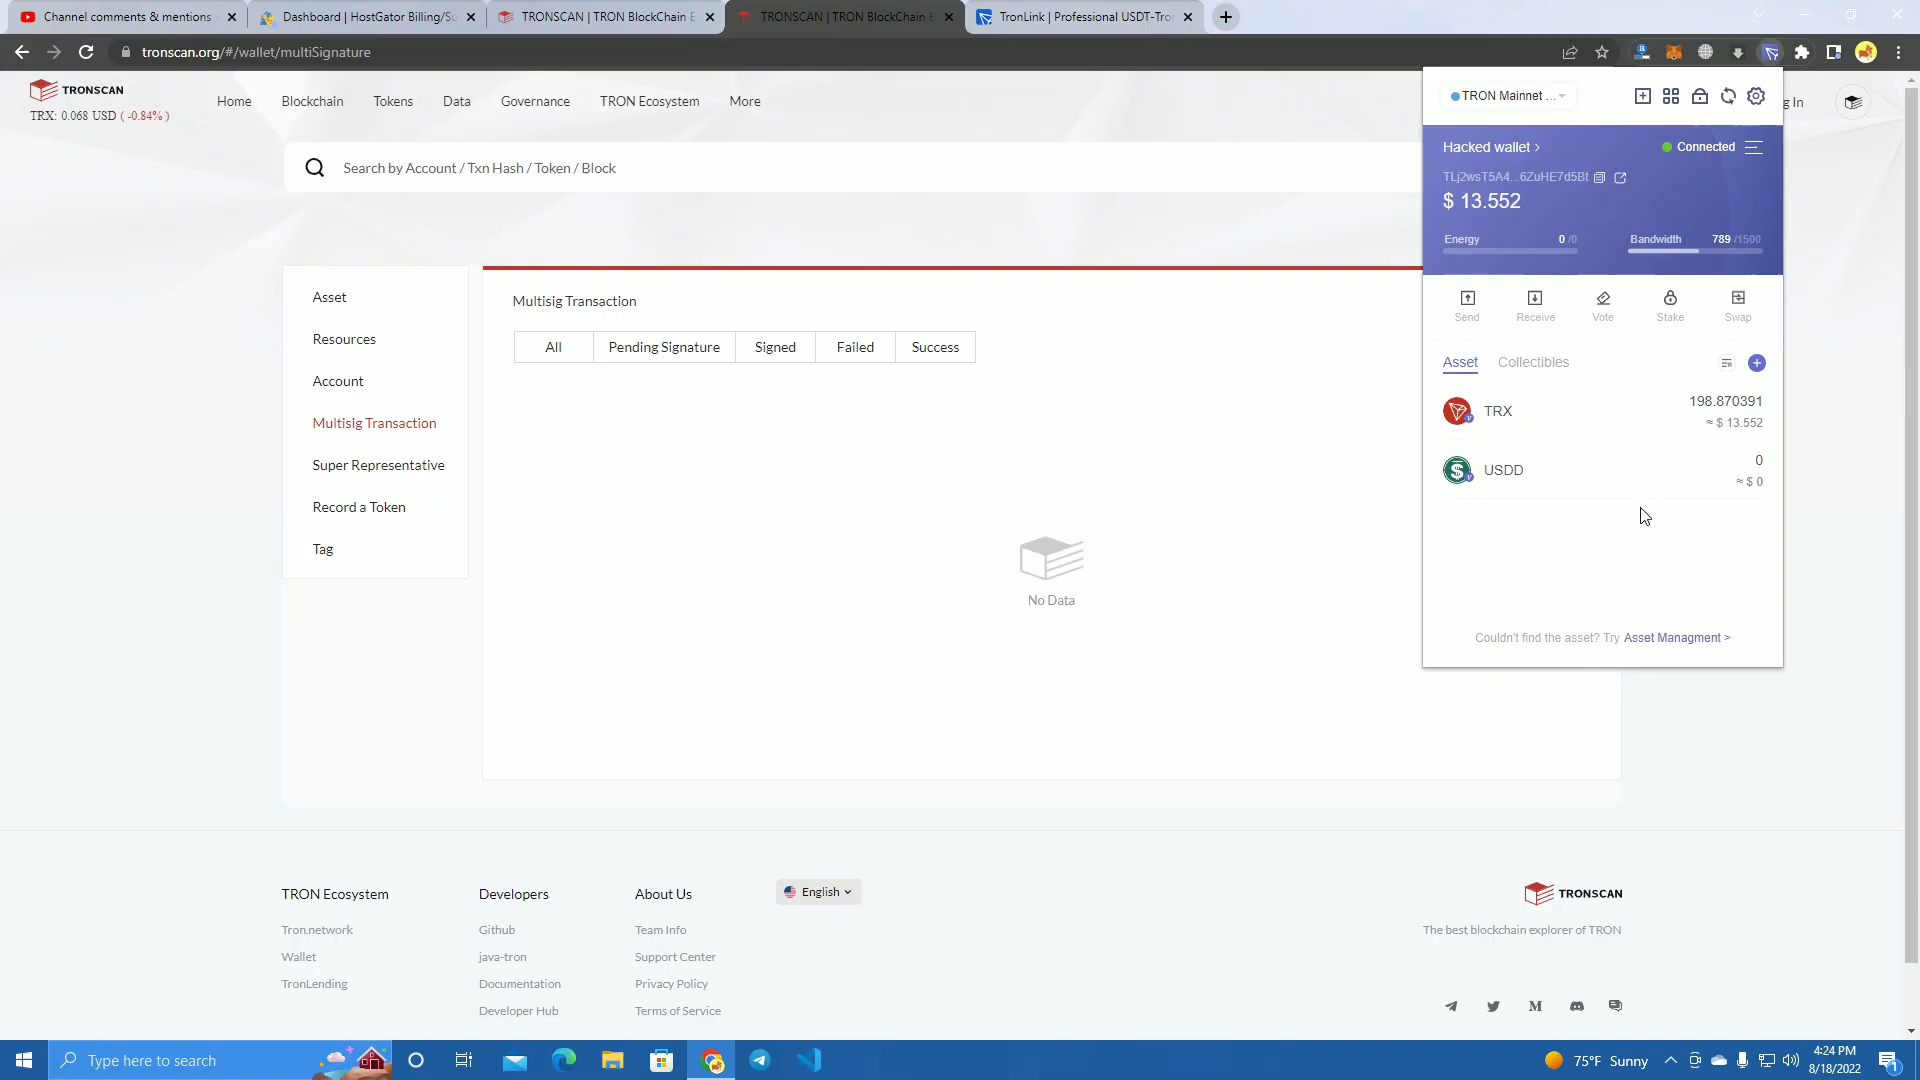 Channel comments & mentions
Dashboard | HostGator Billing/Su
TRONSCAN | TRON BlockChain E
TRONSCAN | TRON BlockChain E
TronLink | Professional USDT-Tro
tronscan.org/#/wallet/multiSignature
TRONSCAN
TRX: 0.068 USD ( -0.84% )
Home
Blockchain
Tokens
Data
Governance
TRON Ecosystem
More
g In
Search by Account / Txn Hash / Token / Block
Asset
Resources
Account
Multisig Transaction
Super Representative
Record a Token
Tag
Multisig Transaction
All
Pending Signature
Signed
Failed
Success
No Data
TRON Mainnet ...
Hacked wallet >
Connected
TLj2wsT5A4...6ZuHE7d5Bt
$ 13.552
Energy
0 /0
Bandwidth
789 /1500
Send
Receive
Vote
Stake
Swap
Asset
Collectibles
TRX
198.870391
≈ $ 13.552
USDD
0
≈ $ 0
Couldn't find the asset? Try Asset Managment >
TRON Ecosystem
Tron.network
Wallet
TronLending
Developers
Github
java-tron
Documentation
Developer Hub
About Us
Team Info
Support Center
Privacy Policy
Terms of Service
English
TRONSCAN
The best blockchain explorer of TRON
Type here to search
75°F Sunny
4:24 PM
8/18/2022
1